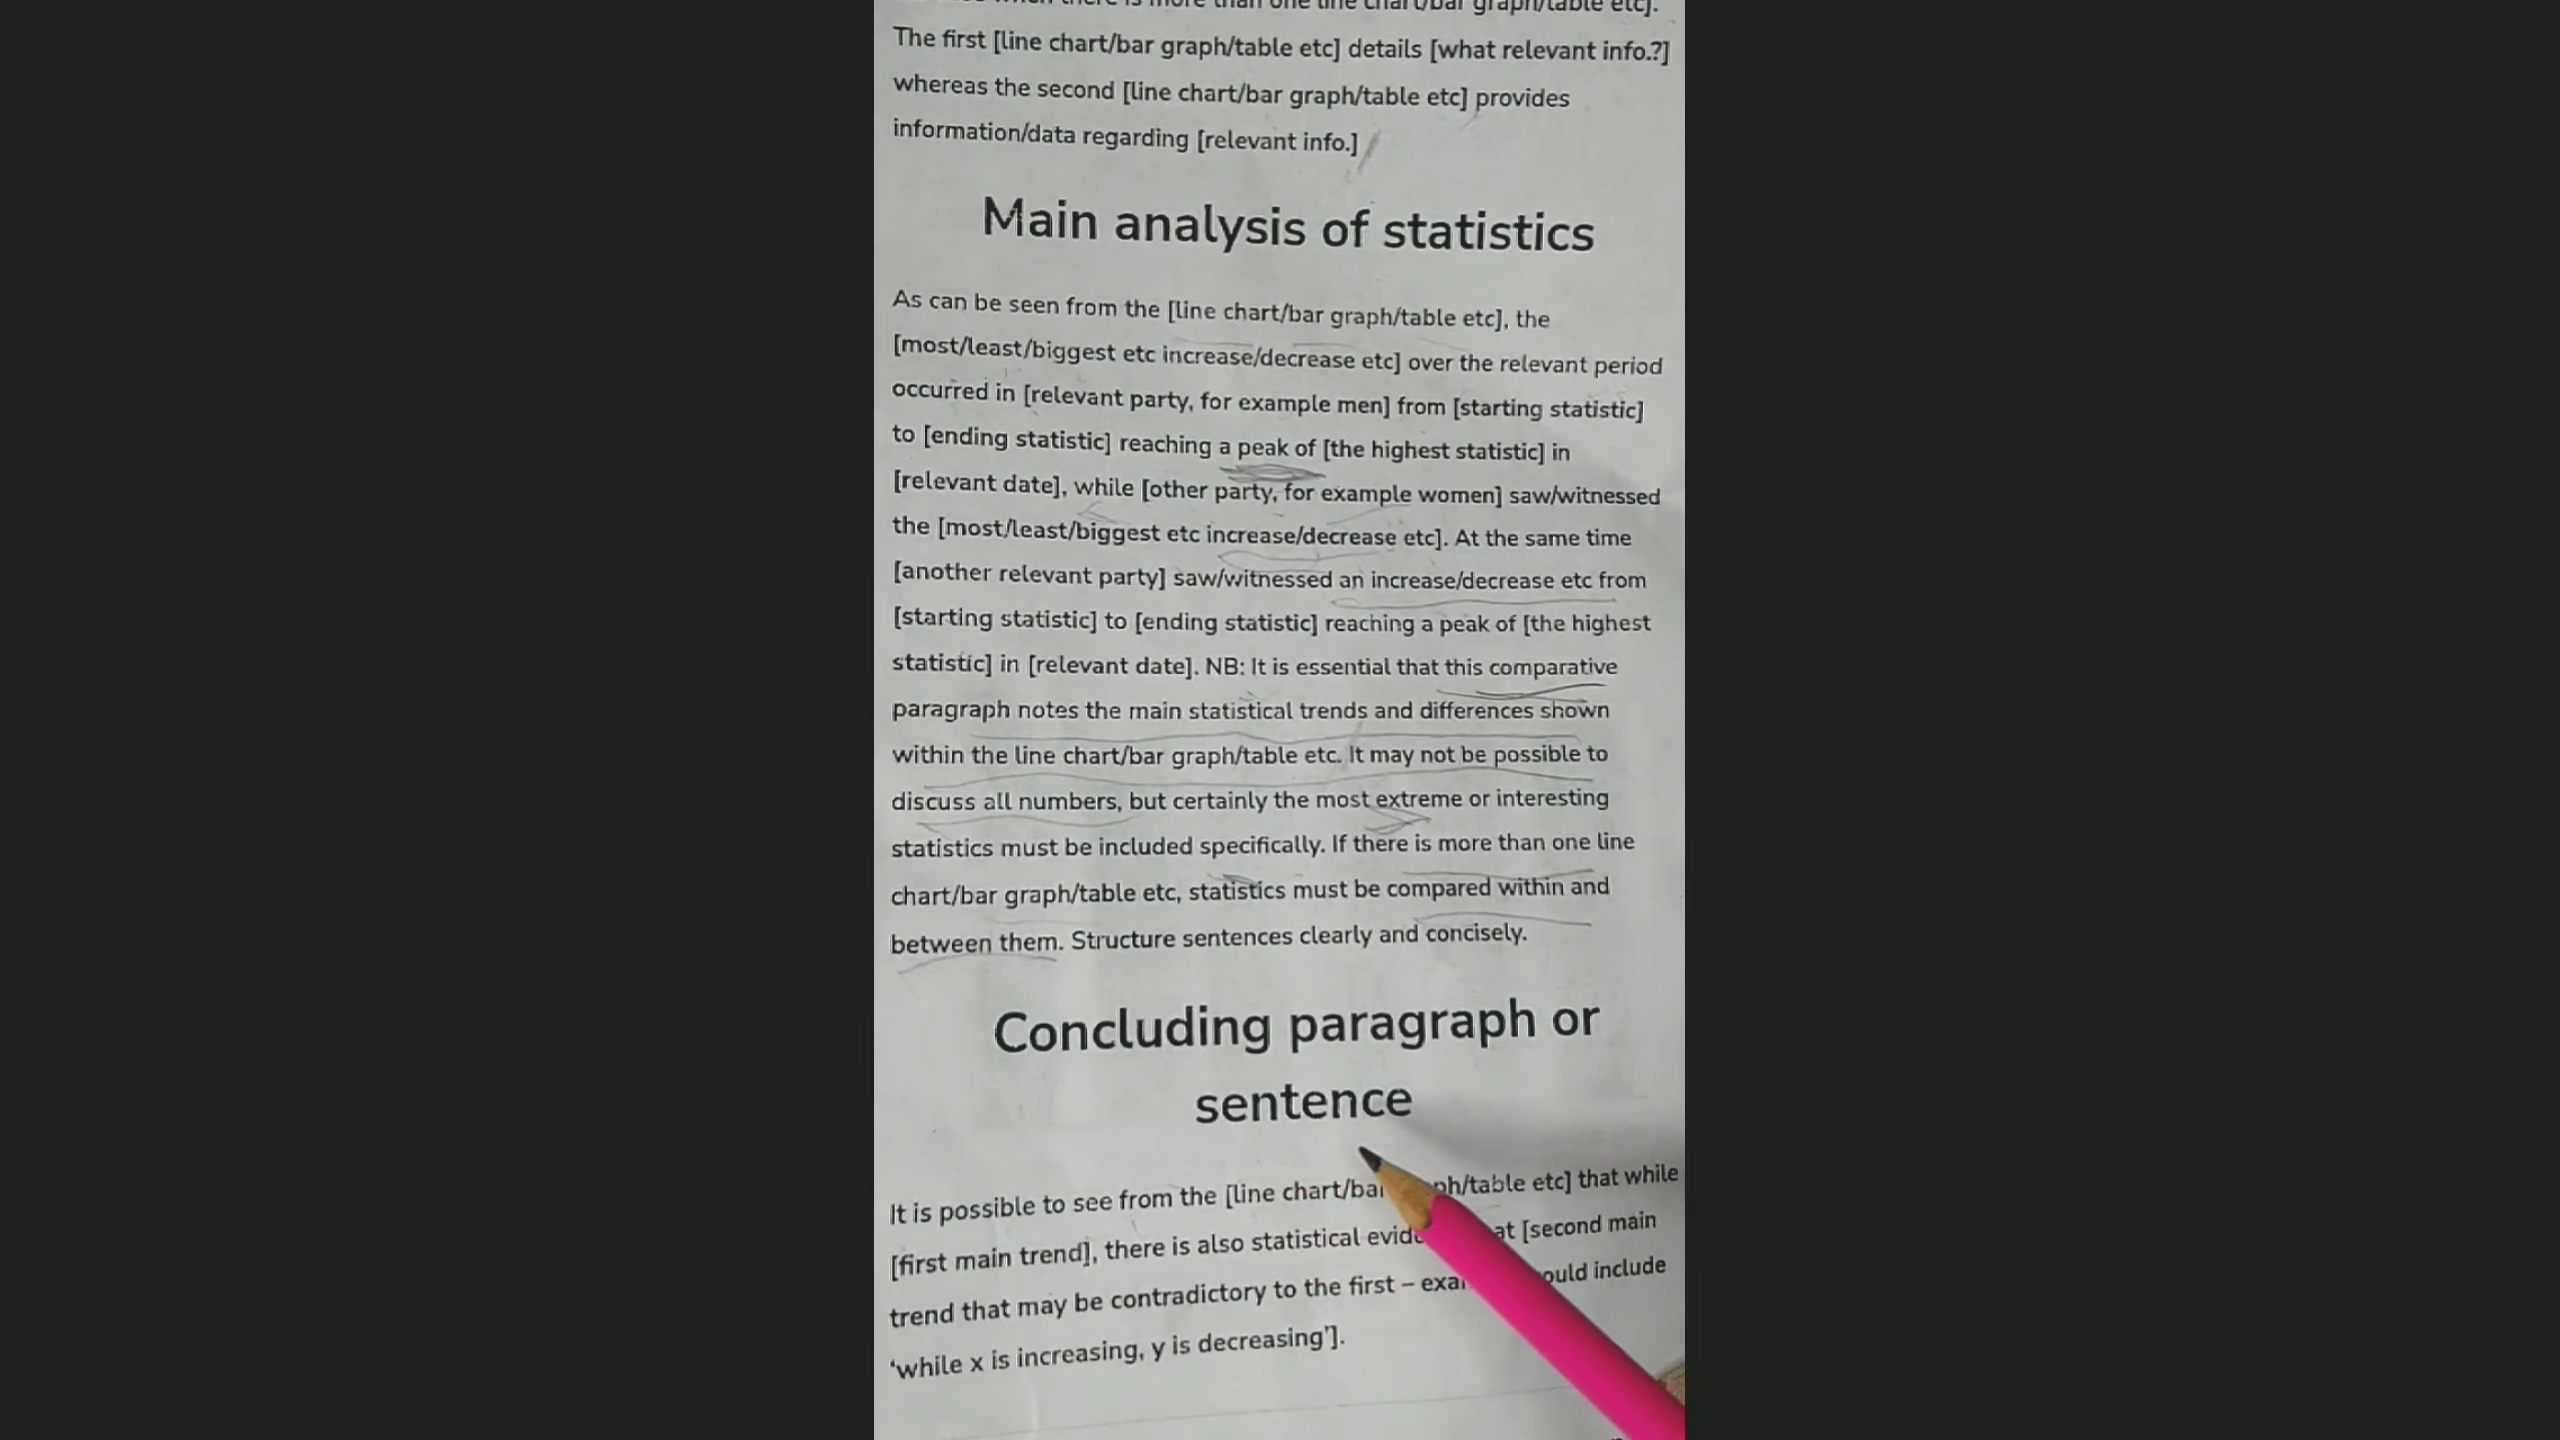 more than one line chart/bar graph/table etc].
The first [line chart/bar graph/table etc] details [what relevant info.?]
whereas the second [line chart/bar graph/table etc] provides
information/data regarding [relevant info.]
Main analysis of statistics
As can be seen from the [line chart/bar graph/table etc], the
[most/least/biggest etc increase/decrease etc] over the relevant period
occurred in [relevant party, for example men] from [starting statistic]
to [ending statistic] reaching a peak of [the highest statistic] in
[relevant date], while [other party, for example women] saw/witnessed
the [most/least/biggest etc increase/decrease etc]. At the same time
[another relevant party] saw/witnessed an increase/decrease etc from
[starting statistic] to [ending statistic] reaching a peak of [the highest
statistic] in [relevant date]. NB: It is essential that this comparative
paragraph notes the main statistical trends and differences shown
within the line chart/bar graph/table etc. It may not be possible to
discuss all numbers, but certainly the most extreme or interesting
statistics must be included specifically. If there is more than one line
chart/bar graph/table etc, statistics must be compared within and
between them. Structure sentences clearly and concisely.
Concluding paragraph or
sentence
It is possible to see from the [line chart/ /table etc] that while
[first main trend], there is also statistical [second main
trend that may be contradictory to the first – include
‘while x is increasing, y is decreasing’].